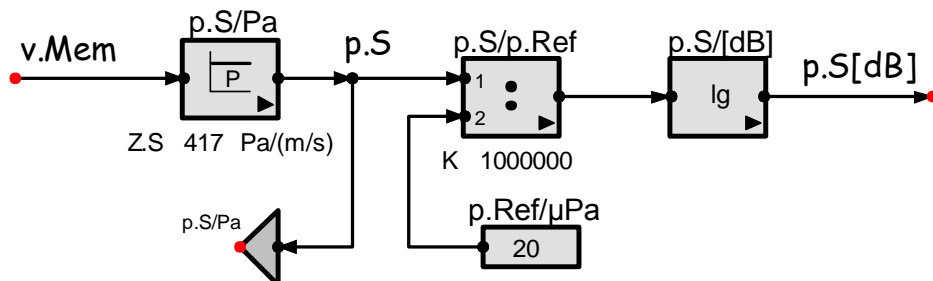 p.S/Pa
p.S/p.Ref
p.S/[dB]
v.Mem
p.S
p.S[dB]
P
1
2
lg
Z.S 417 Pa/(m/s)
K 1000000
p.S/Pa
p.Ref/µPa
20